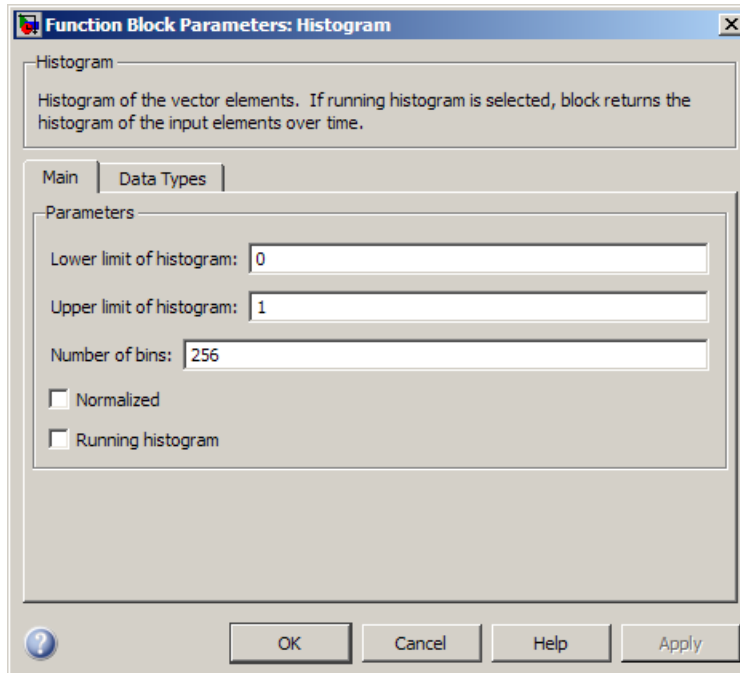 Function Block Parameters: Histogram
Histogram
Histogram of the vector elements.  If running histogram is selected, block returns the
histogram of the input elements over time.
Main Data Types
Parameters
Lower limit of histogram: 0
Upper limit of histogram: 1
Number of bins: 256
Normalized
Running histogram
? OK Cancel Help Apply